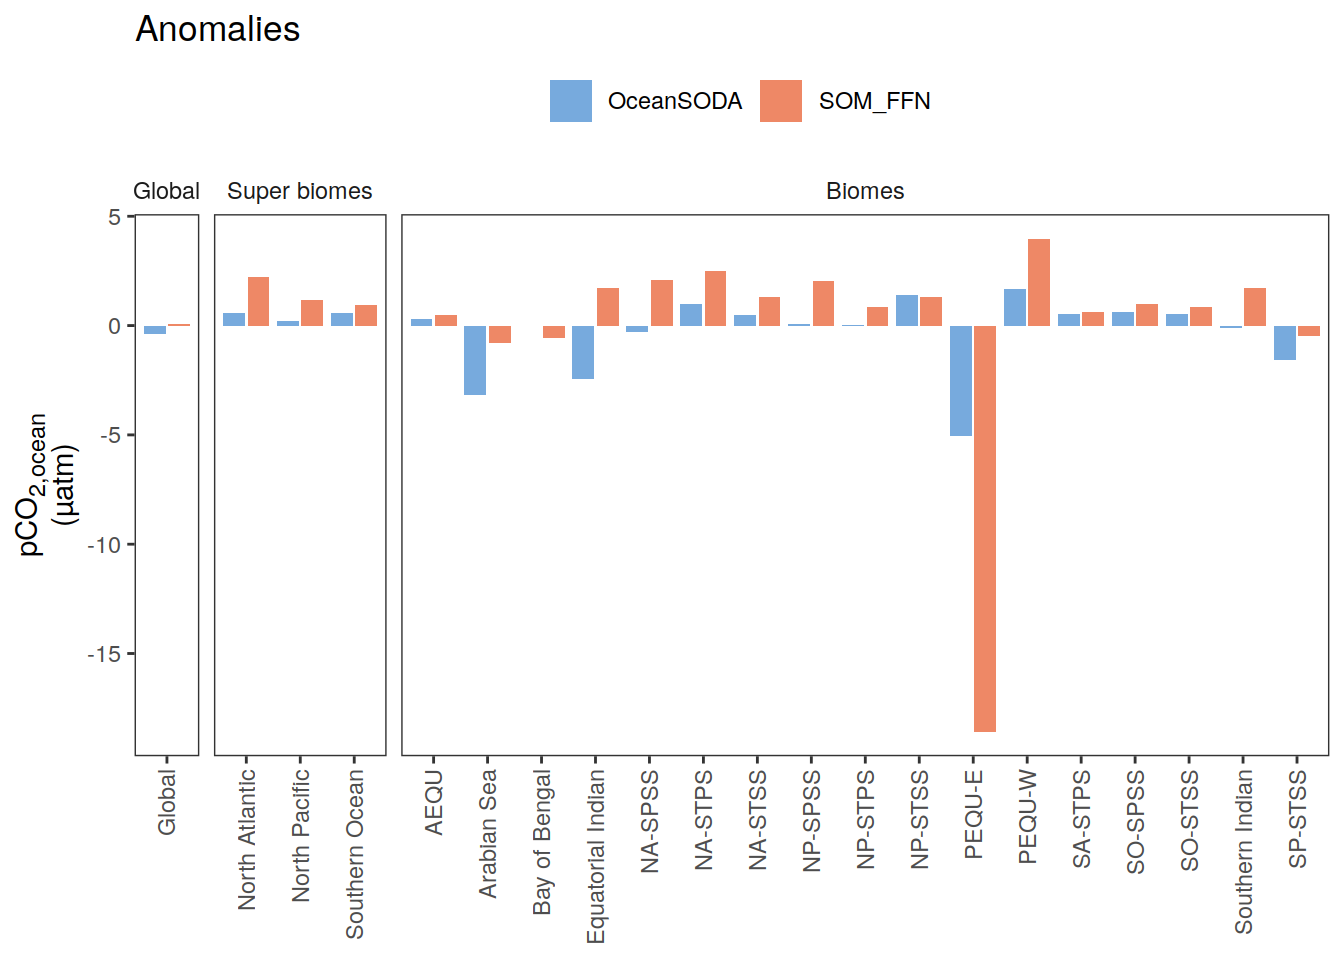 Anomalies
OceanSODA SOM_FFN
Global Super biomes Biomes
5
0
-5
-10
-15
pCO2,ocean
(µatm)
Global
North Atlantic
North Pacific
Southern Ocean
AEQU
Arabian Sea
Bay of Bengal
Equatorial Indian
NA-SPSS
NA-STPS
NA-STSS
NP-SPSS
NP-STPS
NP-STSS
PEQU-E
PEQU-W
SA-STPS
SO-SPSS
SO-STSS
Southern Indian
SP-STSS